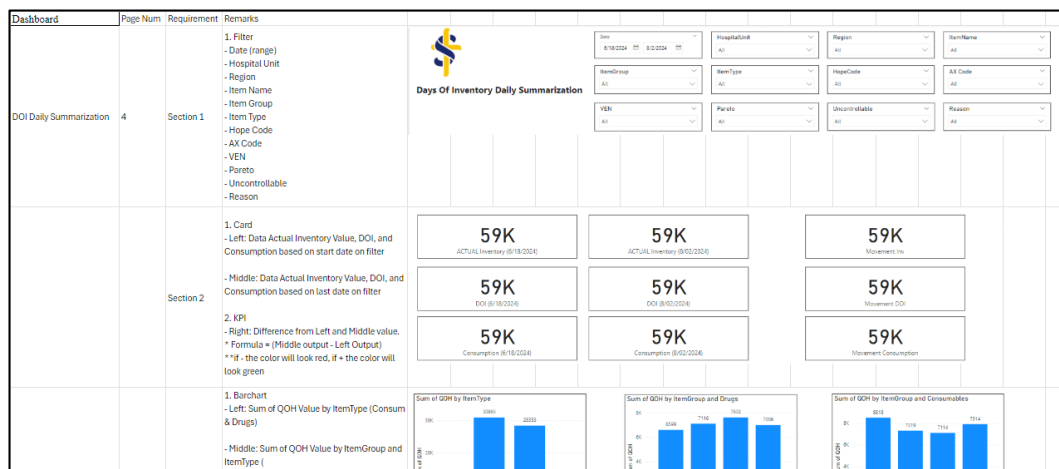 Dashboard Page Num Requirement Remarks
DOI Daily Summarization 4 Section 1
1. Filter
- Date (range)
- Hospital Unit
- Region
- Item Name
- Item Group
- Item Type
- Hope Code
- AX Code
- VEN
- Pareto
- Uncontrollable
- Reason
Days Of Inventory Daily Summarization
Date HospitalUnit Region ItemName
6/18/2024 8/2/2024 All All All
ItemGroup ItemType HopeCode AX Code
All All All All
VEN Pareto Uncontrollable Reason
All All All All
Section 2
1. Card
- Left: Data Actual Inventory Value, DOI, and
Consumption based on start date on filter
- Middle: Data Actual Inventory Value, DOI, and
Consumption based on last date on filter
2. KPI
- Right: Difference from Left and Middle value.
* Formula = (Middle output - Left Output)
**if - the color will look red, if + the color will
look green
59K 59K 59K
ACTUAL Inventory (6/18/2024) ACTUAL Inventory (8/02/2024) Movement Inv
59K 59K 59K
DOI (6/18/2024) DOI (8/02/2024) Movement DOI
59K 59K 59K
Consumption (6/18/2024) Consumption (8/02/2024) Movement Consumption
1. Barchart
- Left: Sum of QOH Value by ItemType (Consum
& Drugs)
- Middle: Sum of QOH Value by ItemGroup and
ItemType (
Sum of QOH by ItemType
Sum of QOH by ItemGroup and Drugs
7116
Sum of QOH by ItemGroup and Consumables
8K
7116